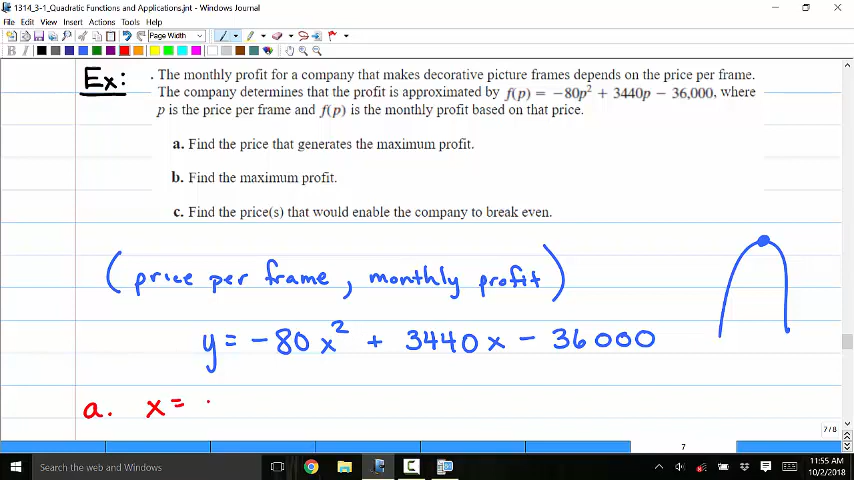 1314_3-1_Quadratic Functions and Applications.jnt - Windows Journal
File Edit View Insert Actions Tools Help
Page Width
B I
Ex:
. The monthly profit for a company that makes decorative picture frames depends on the price per frame.
The company determines that the profit is approximated by f(p) = −80p² + 3440p − 36,000, where
p is the price per frame and f(p) is the monthly profit based on that price.
a. Find the price that generates the maximum profit.
b. Find the maximum profit.
c. Find the price(s) that would enable the company to break even.
(price per frame, monthly profit)
y = −80x² + 3440x − 36000
a. x =
7/8
7
Search the web and Windows
11:55 AM
10/2/2018